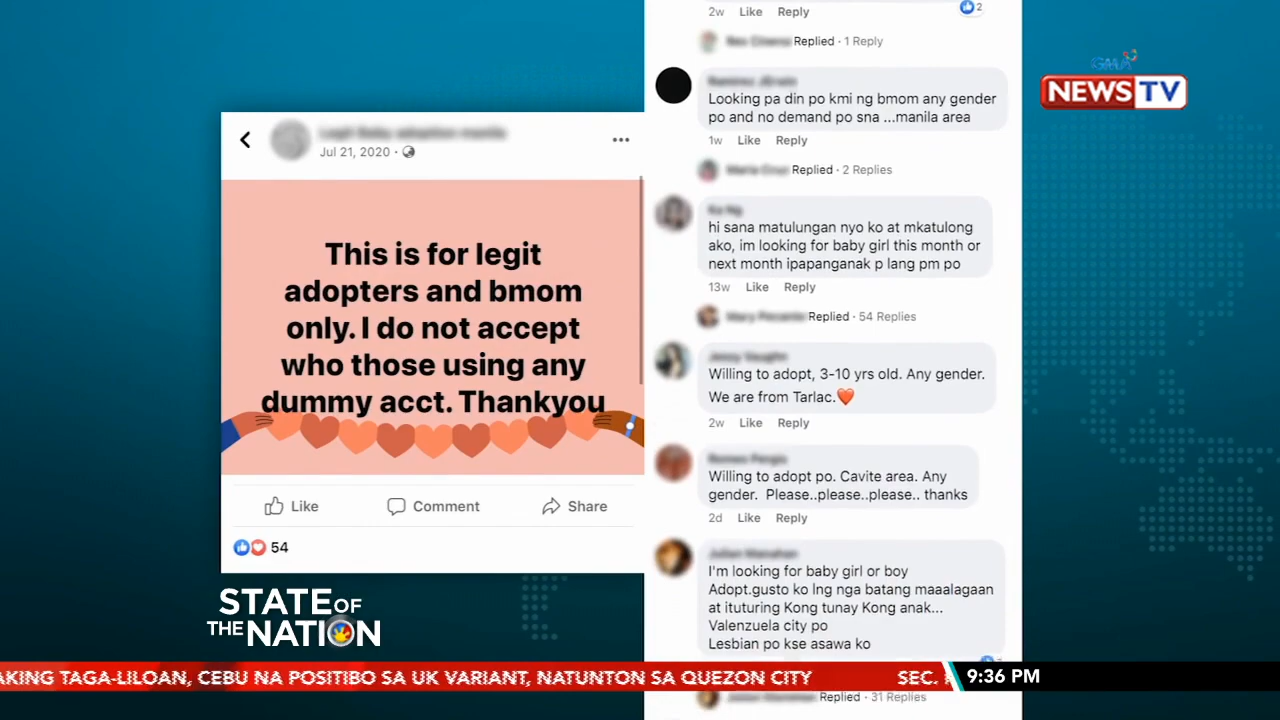 Jul 21, 2020 ·
This is for legit
adopters and bmom
only. I do not accept
who those using any
dummy acct. Thankyou
Like Comment Share
54
2w Like Reply 2
Replied · 1 Reply
Looking pa din po kmi ng bmom any gender
po and no demand po sna ...manila area
1w Like Reply
Replied · 2 Replies
hi sana matulungan nyo ko at mkatulong
ako, im looking for baby girl this month or
next month ipapanganak p lang pm po
13w Like Reply
Replied · 54 Replies
Willing to adopt, 3-10 yrs old. Any gender.
We are from Tarlac.❤️
2w Like Reply
Willing to adopt po. Cavite area. Any
gender. Please..please..please.. thanks
2d Like Reply
I'm looking for baby girl or boy
Adopt.gusto ko lng nga batang maaalagaan
at ituturing Kong tunay Kong anak...
Valenzuela city po
Lesbian po kse asawa ko
Replied · 31 Replies
GMA
NEWS TV
STATE OF
THE NATION
AKING TAGA-LILOAN, CEBU NA POSITIBO SA UK VARIANT, NATUNTON SA QUEZON CITY SEC.
9:36 PM